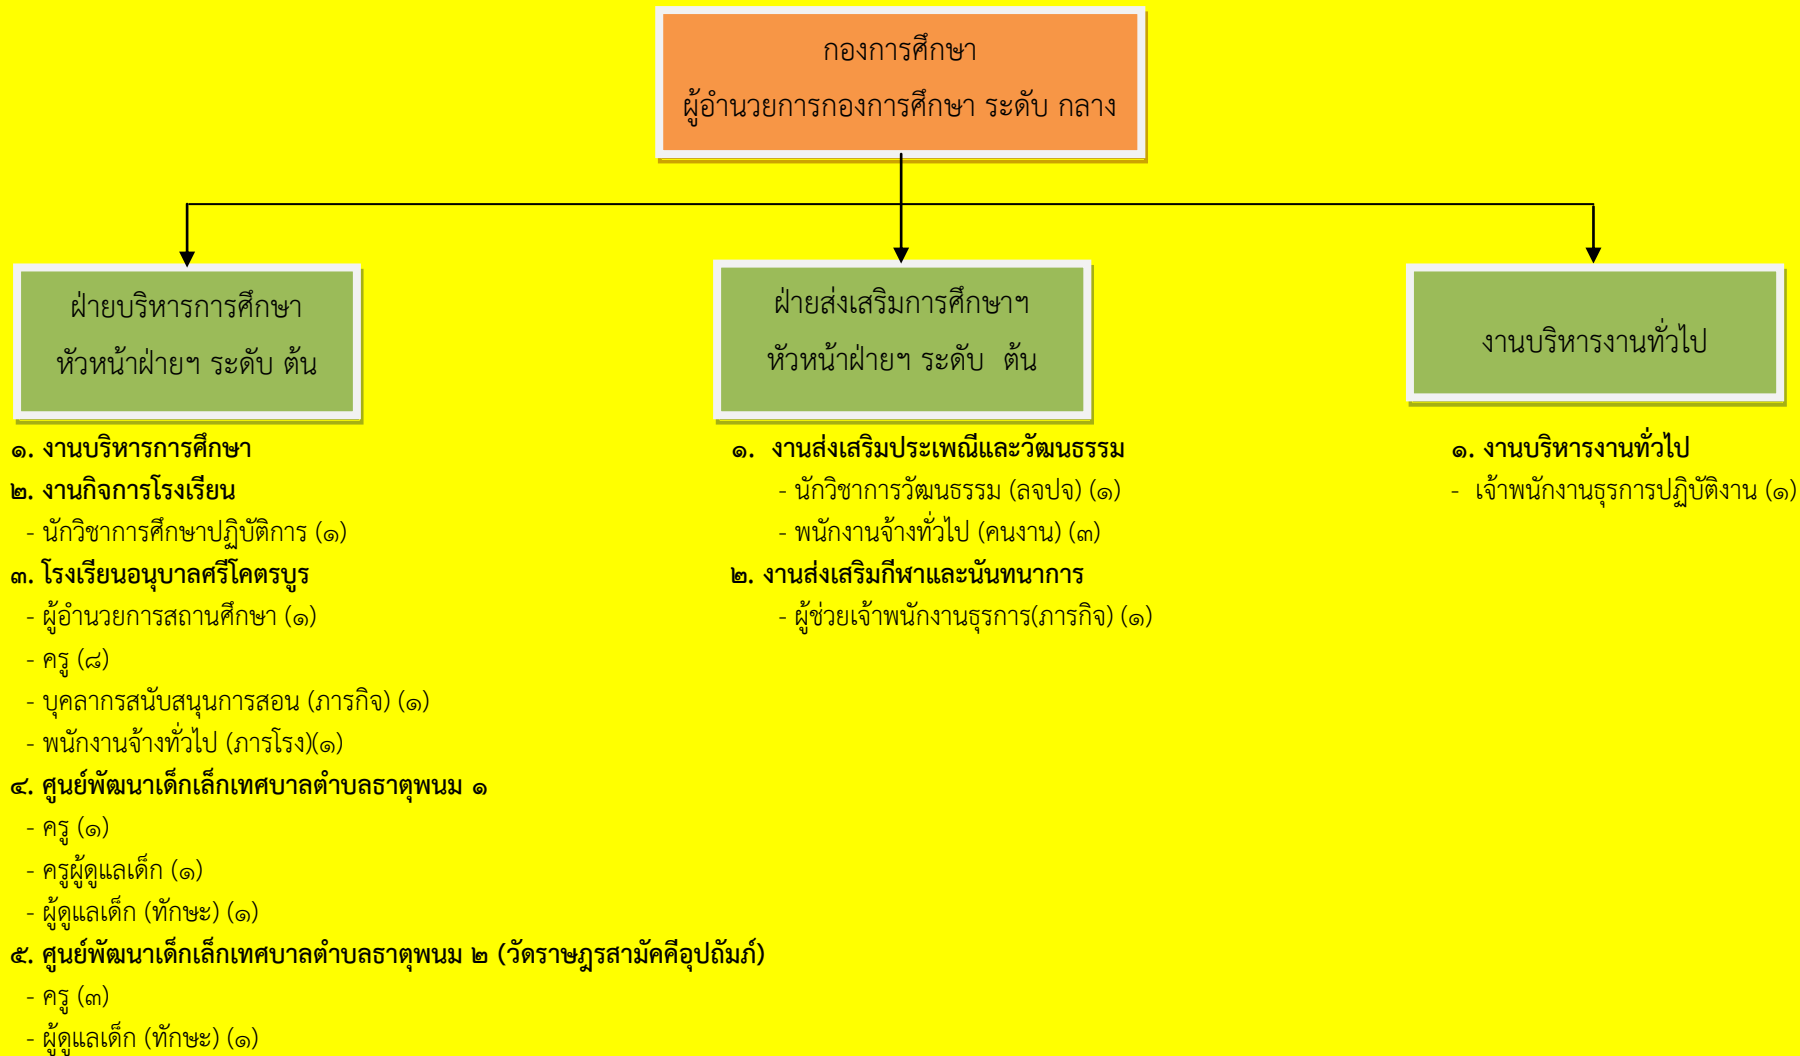 กองการศึกษา
ผู้อำนวยการกองการศึกษา ระดับ กลาง
ฝ่ายบริหารการศึกษา
หัวหน้าฝ่ายฯ ระดับ ต้น
๑. งานบริหารการศึกษา
๒. งานกิจการโรงเรียน
- นักวิชาการศึกษาปฏิบัติการ (๑)
๓. โรงเรียนอนุบาลศรีโคตรบูร
- ผู้อำนวยการสถานศึกษา (๑)
- ครู (๘)
- บุคลากรสนับสนุนการสอน (ภารกิจ) (๑)
- พนักงานจ้างทั่วไป (ภารโรง)(๑)
๔. ศูนย์พัฒนาเด็กเล็กเทศบาลตำบลธาตุพนม ๑
- ครู (๑)
- ครูผู้ดูแลเด็ก (๑)
- ผู้ดูแลเด็ก (ทักษะ) (๑)
๕. ศูนย์พัฒนาเด็กเล็กเทศบาลตำบลธาตุพนม ๒ (วัดราษฎรสามัคคีอุปถัมภ์)
- ครู (๓)
- ผู้ดูแลเด็ก (ทักษะ) (๑)
ฝ่ายส่งเสริมการศึกษาฯ
หัวหน้าฝ่ายฯ ระดับ ต้น
๑. งานส่งเสริมประเพณีและวัฒนธรรม
- นักวิชาการวัฒนธรรม (ลจปจ) (๑)
- พนักงานจ้างทั่วไป (คนงาน) (๓)
๒. งานส่งเสริมกีฬาและนันทนาการ
- ผู้ช่วยเจ้าพนักงานธุรการ(ภารกิจ) (๑)
งานบริหารงานทั่วไป
๑. งานบริหารงานทั่วไป
- เจ้าพนักงานธุรการปฏิบัติงาน (๑)